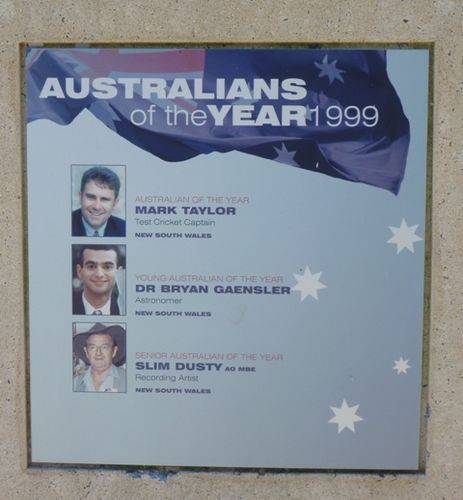 AUSTRALIANS
of the YEAR 1999
AUSTRALIAN OF THE YEAR
MARK TAYLOR
Test Cricket Captain
NEW SOUTH WALES
YOUNG AUSTRALIAN OF THE YEAR
DR BRYAN GAENSLER
Astronomer
NEW SOUTH WALES
SENIOR AUSTRALIAN OF THE YEAR
SLIM DUSTY AO MBE
Recording Artist
NEW SOUTH WALES